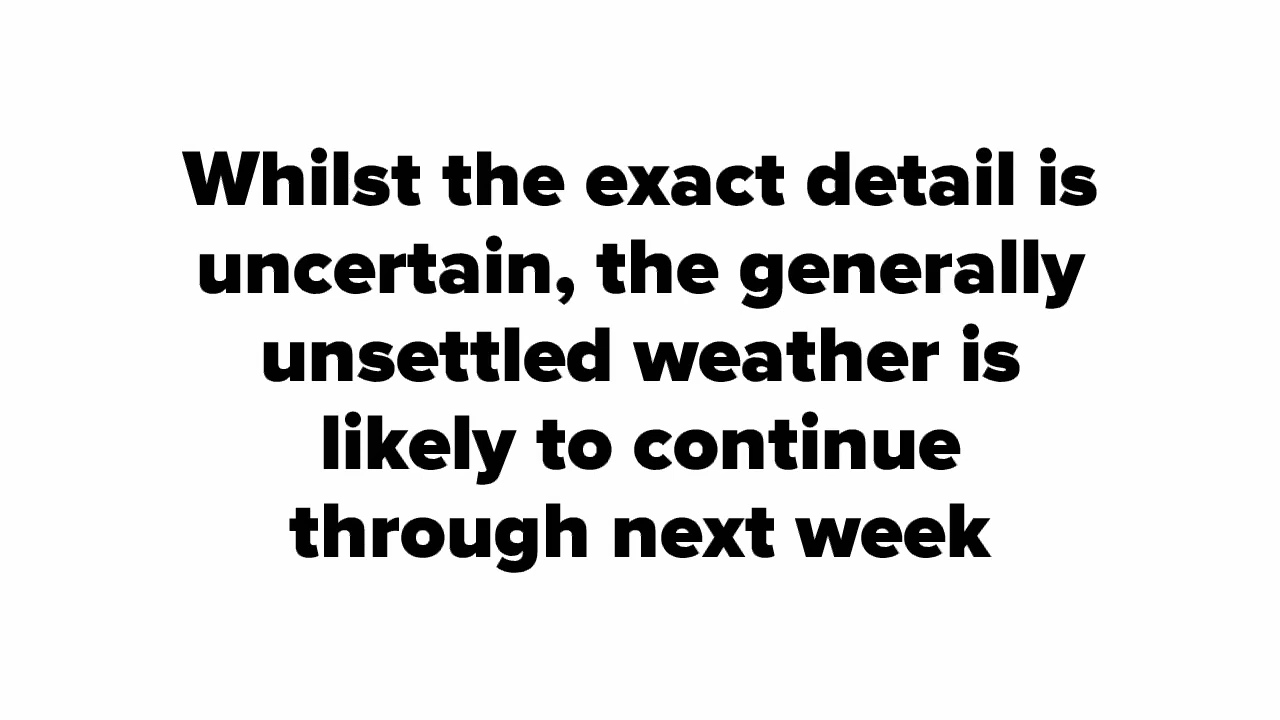 Whilst the exact detail is
uncertain, the generally
unsettled weather is
likely to continue
through next week